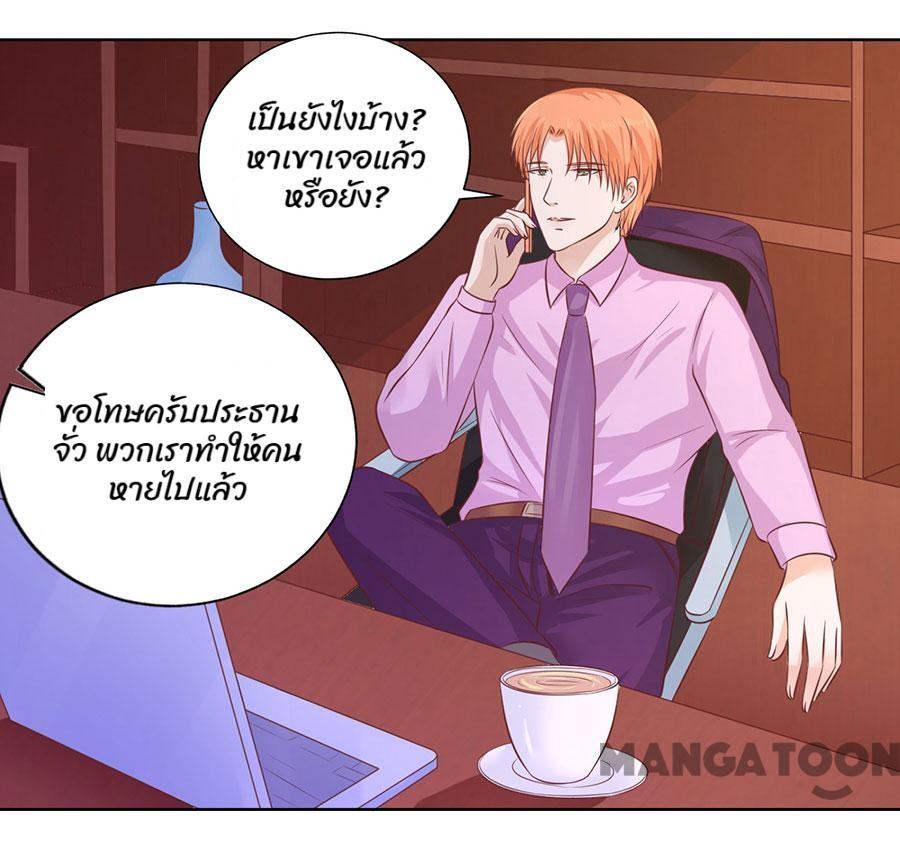 เป็นยังไงบ้าง?
หาเขาเจอแล้ว
หรือยัง?
ขอโทษครับประธาน
จั่ว พวกเราทำให้คน
หายไปแล้ว
MANGATOON